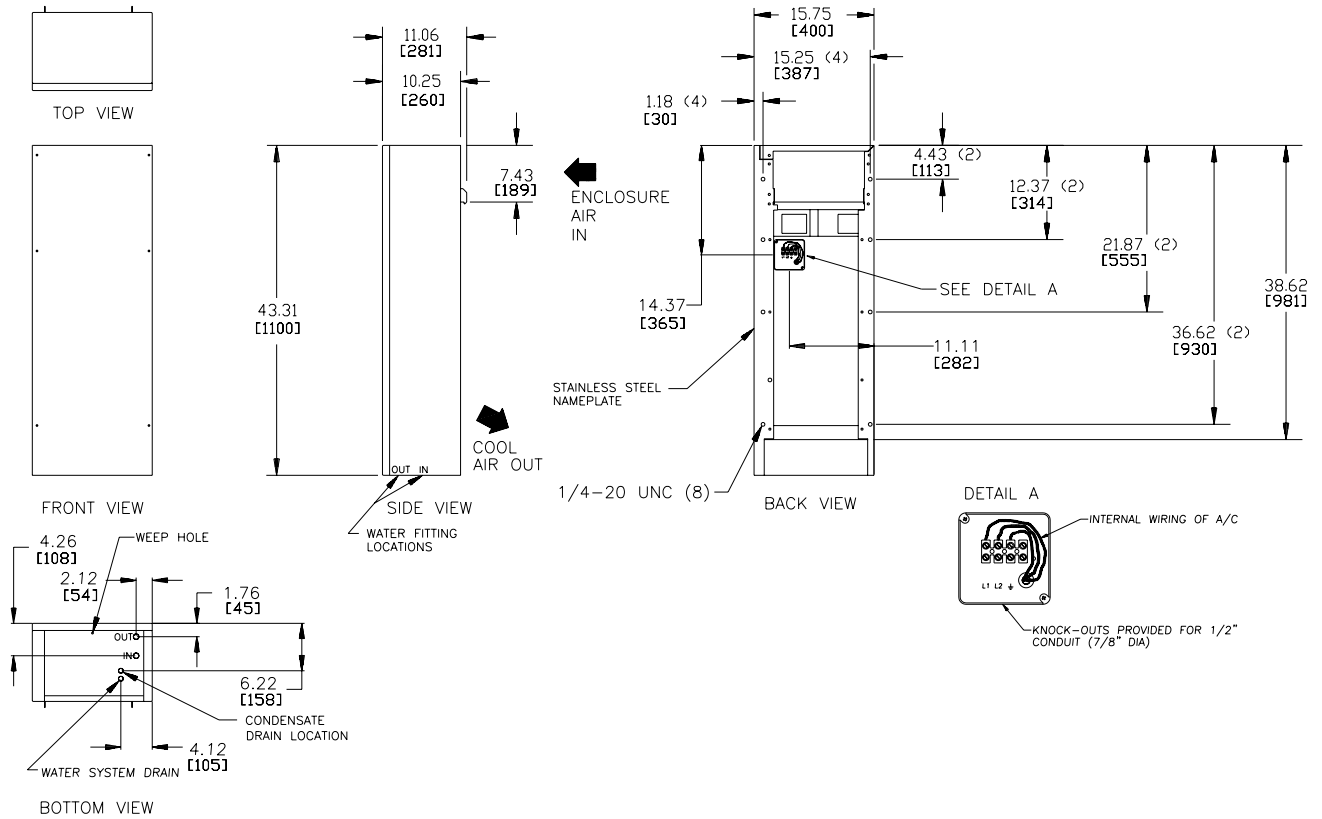 TOP VIEW
11.06
[281]
10.25
[260]
7.43
[189]
ENCLOSURE
AIR
IN
43.31
[1100]
COOL
AIR OUT
OUT IN
FRONT VIEW
SIDE VIEW
WATER FITTING
LOCATIONS
15.75
[400]
15.25 (4)
[387]
1.18 (4)
[30]
4.43 (2)
[113]
12.37 (2)
[314]
21.87 (2)
[555]
38.62
[981]
SEE DETAIL A
14.37
[365]
36.62 (2)
[930]
11.11
[282]
STAINLESS STEEL
NAMEPLATE
1/4-20 UNC (8)
BACK VIEW
DETAIL A
INTERNAL WIRING OF A/C
L1 L2 ⏚
KNOCK-OUTS PROVIDED FOR 1/2"
CONDUIT (7/8" DIA)
4.26
[108]
WEEP HOLE
2.12
[54]
1.76
[45]
OUT
IN
6.22
[158]
CONDENSATE
DRAIN LOCATION
4.12
[105]
WATER SYSTEM DRAIN
BOTTOM VIEW